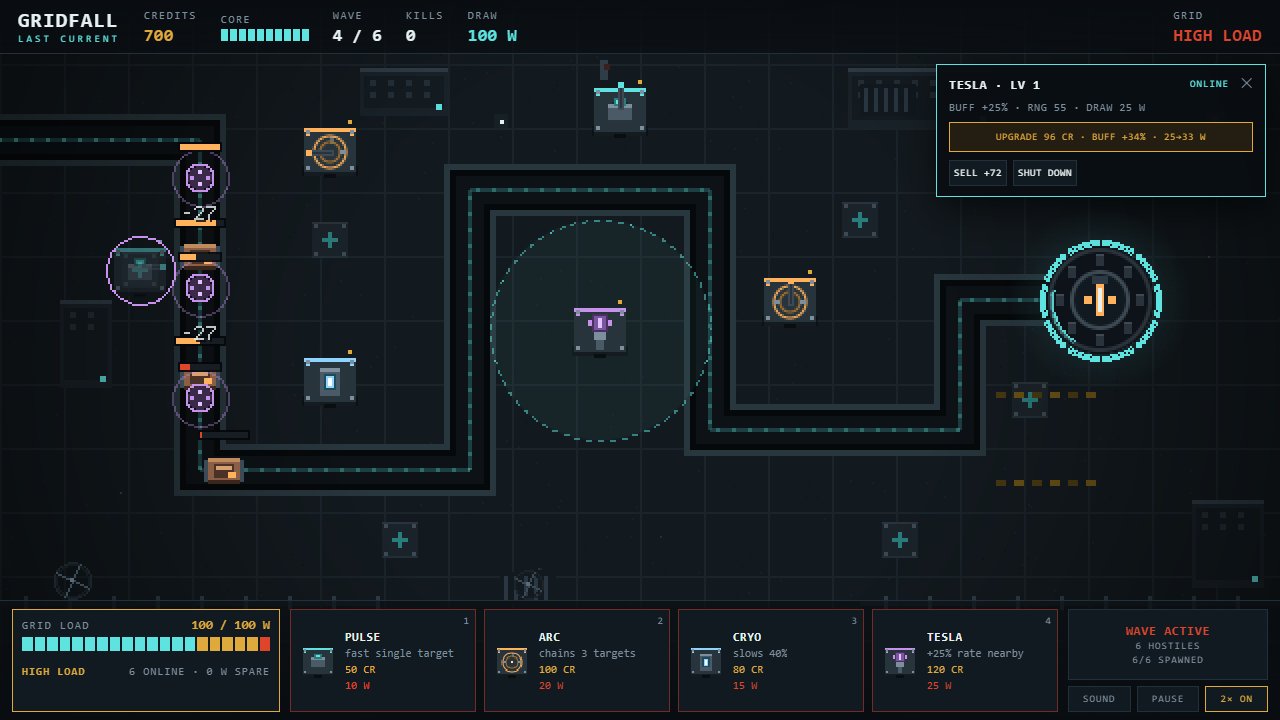 GRIDFALL
LAST CURRENT
CREDITS
700
CORE
WAVE
4 / 6
KILLS
0
DRAW
100 W
GRID
HIGH LOAD
TESLA · LV 1
ONLINE
BUFF +25% · RNG 55 · DRAW 25 W
UPGRADE 96 CR · BUFF +34% · 25→33 W
SELL +72
SHUT DOWN
-27
-27
GRID LOAD
100 / 100 W
HIGH LOAD
6 ONLINE · 0 W SPARE
1
PULSE
fast single target
50 CR
10 W
2
ARC
chains 3 targets
100 CR
20 W
3
CRYO
slows 40%
80 CR
15 W
4
TESLA
+25% rate nearby
120 CR
25 W
WAVE ACTIVE
6 HOSTILES
6/6 SPAWNED
SOUND
PAUSE
2× ON